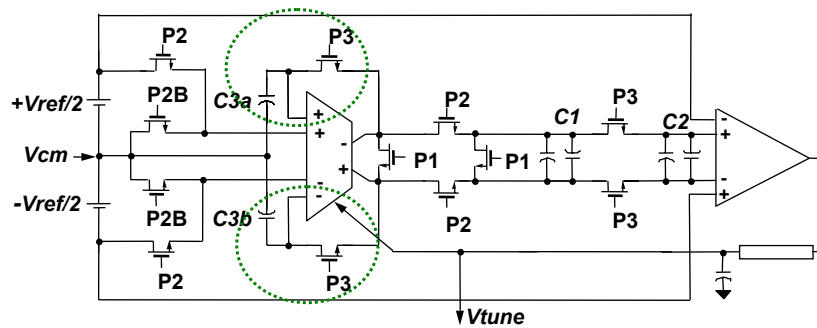 P2
P3
+Vref/2
P2B
C3a
+
+
-
+
P2
P1
C1
P3
C2
-
+
Vcm
-Vref/2
P2B
P2
C3b
-
-
P3
P2
P1
P3
-
+
Vtune